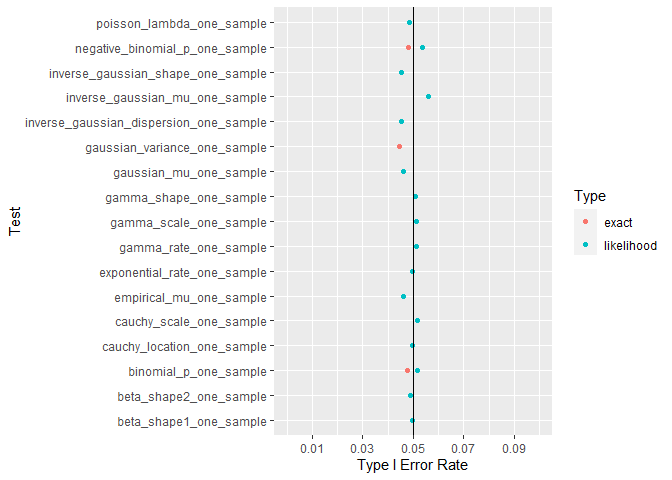 poisson_lambda_one_sample
negative_binomial_p_one_sample
inverse_gaussian_shape_one_sample
inverse_gaussian_mu_one_sample
inverse_gaussian_dispersion_one_sample
gaussian_variance_one_sample
gaussian_mu_one_sample
gamma_shape_one_sample
gamma_scale_one_sample
gamma_rate_one_sample
exponential_rate_one_sample
empirical_mu_one_sample
cauchy_scale_one_sample
cauchy_location_one_sample
binomial_p_one_sample
beta_shape2_one_sample
beta_shape1_one_sample
Test
0.01 0.03 0.05 0.07 0.09
Type I Error Rate
Type
exact
likelihood